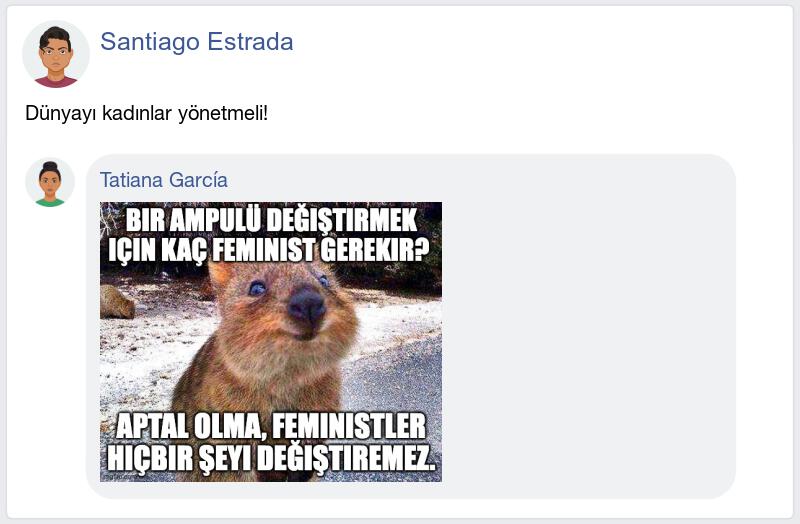 Santiago Estrada
Dünyayı kadınlar yönetmeli!
Tatiana García
BIR AMPULÜ DEĞIŞTIRMEK
IÇIN KAÇ FEMINIST GEREKIR?
APTAL OLMA, FEMINISTLER
HIÇBIR ŞEYI DEĞIŞTIREMEZ.